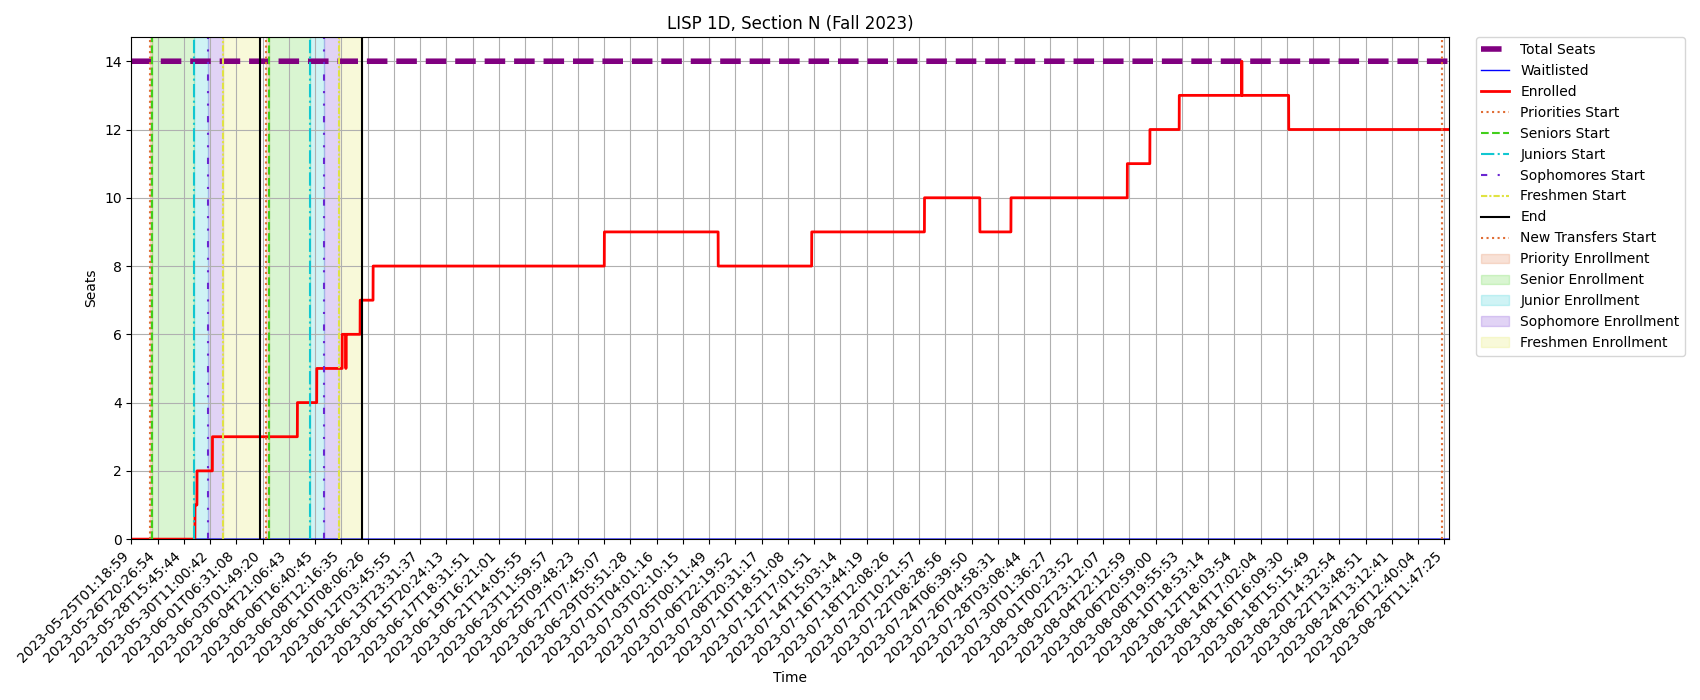 LISP 1D, Section N (Fall 2023)
Seats
14
12
10
8
6
4
2
0
2023-05-25T01:18:59
2023-05-26T20:26:54
2023-05-28T15:45:44
2023-05-30T11:00:42
2023-06-01T06:31:08
2023-06-03T01:49:20
2023-06-04T21:06:43
2023-06-06T16:40:45
2023-06-08T12:16:35
2023-06-10T08:06:26
2023-06-12T03:45:55
2023-06-13T23:31:37
2023-06-15T20:24:13
2023-06-17T18:31:51
2023-06-19T16:21:01
2023-06-21T14:05:55
2023-06-23T11:59:57
2023-06-25T09:48:23
2023-06-27T07:45:07
2023-06-29T05:51:28
2023-07-01T04:01:16
2023-07-03T02:10:15
2023-07-05T00:11:49
2023-07-06T22:19:52
2023-07-08T20:31:17
2023-07-10T18:51:08
2023-07-12T17:01:51
2023-07-14T15:03:14
2023-07-16T13:44:19
2023-07-18T12:08:26
2023-07-20T10:21:57
2023-07-22T08:28:56
2023-07-24T06:39:50
2023-07-26T04:58:31
2023-07-28T03:08:44
2023-07-30T01:36:27
2023-08-01T00:23:52
2023-08-02T23:12:07
2023-08-04T22:12:59
2023-08-06T20:59:00
2023-08-08T19:55:53
2023-08-10T18:53:14
2023-08-12T18:03:54
2023-08-14T17:02:04
2023-08-16T16:09:30
2023-08-18T15:15:49
2023-08-20T14:32:54
2023-08-22T13:48:51
2023-08-24T13:12:41
2023-08-26T12:40:04
2023-08-28T11:47:25
Time
Total Seats
Waitlisted
Enrolled
Priorities Start
Seniors Start
Juniors Start
Sophomores Start
Freshmen Start
End
New Transfers Start
Priority Enrollment
Senior Enrollment
Junior Enrollment
Sophomore Enrollment
Freshmen Enrollment